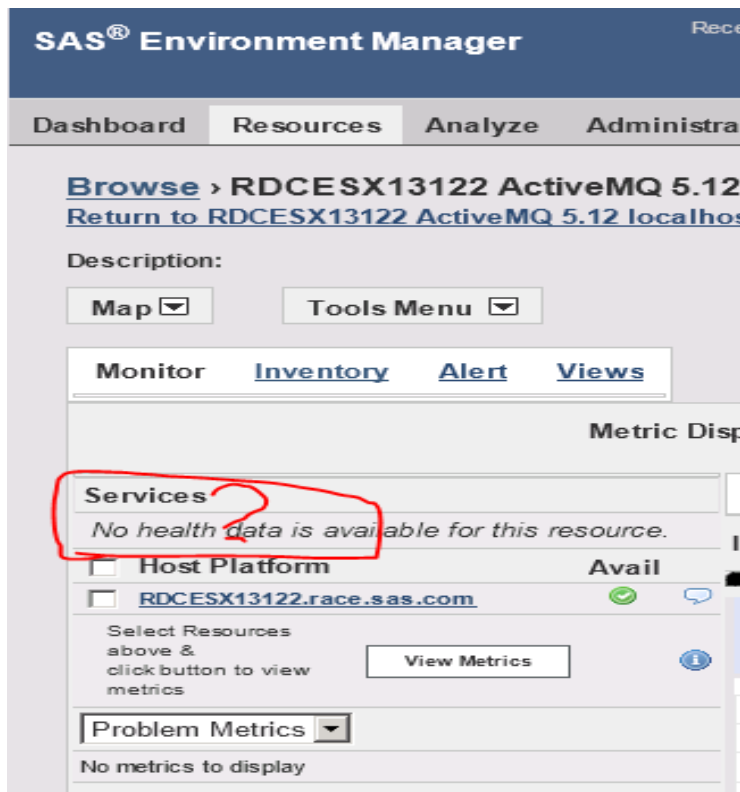 SAS® Environment Manager
Rece
Dashboard Resources Analyze Administra
Browse › RDCESX13122 ActiveMQ 5.12
Return to RDCESX13122 ActiveMQ 5.12 localhos
Description:
Map Tools Menu
Monitor Inventory Alert Views
Metric Disp
Services ?
No health data is available for this resource.
Host Platform Avail
RDCESX13122.race.sas.com
Select Resources
above &
click button to view
metrics
View Metrics
Problem Metrics
No metrics to display